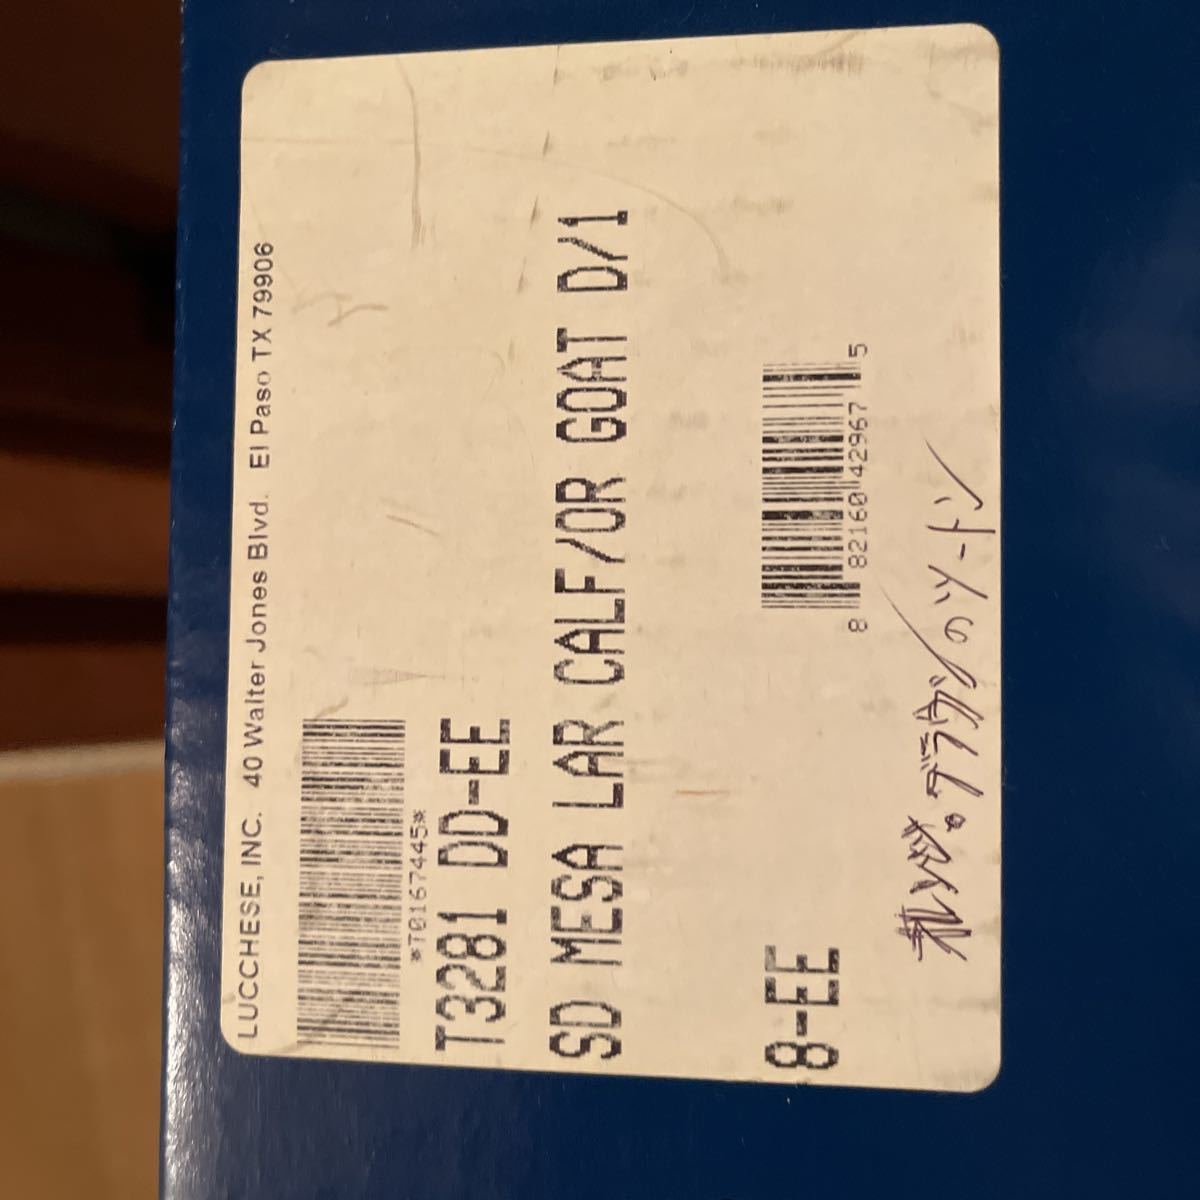 LUCCHESE, INC. 40 Walter Jones Blvd. El Paso TX 79906
*T0167445*
T3281 DD-EE
SD MESA LAR CALF/OR GOAT D/1
8-EE
8 82160 42967 5